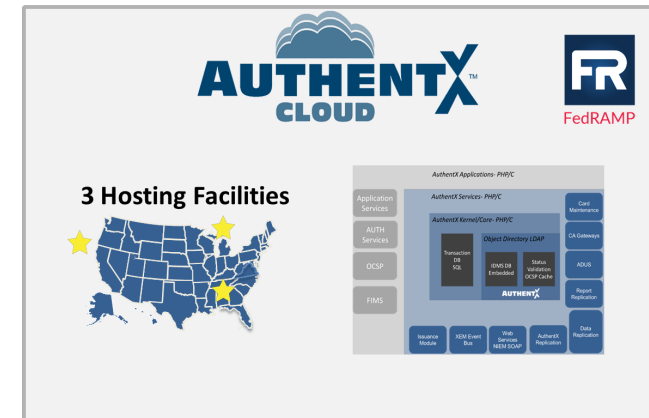 AUTHENTX™
CLOUD
FR
FedRAMP
3 Hosting Facilities
AuthentX Applications- PHP/C
Application
Services
AUTH
Services
OCSP
FIMS
AuthentX Services- PHP/C
AuthentX Kernel/Core- PHP/C
Object Directory LDAP
Transaction
DB
SQL
IDMS DB
Embedded
Status
Validation
OCSP Cache
AUTHENTX
Card
Maintenance
CA Gateways
ADUS
Report
Replication
Data
Replication
Issuance
Module
XEM Event
Bus
Web
Services
NIEM SOAP
AuthentX
Replication